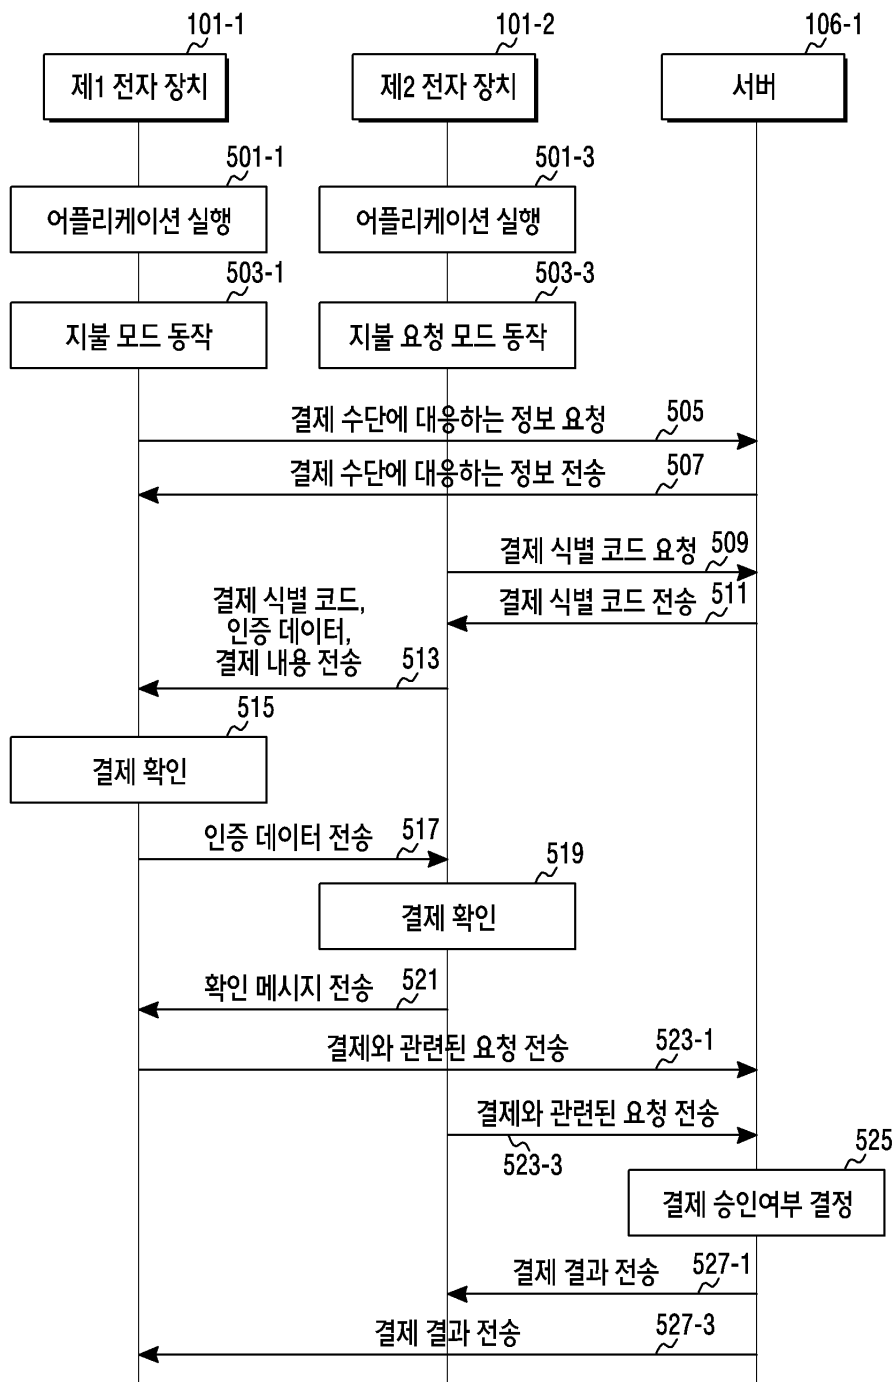 101-1
101-2
106-1
제1 전자 장치
제2 전자 장치
서버
501-1
501-3
어플리케이션 실행
어플리케이션 실행
503-1
503-3
지불 모드 동작
지불 요청 모드 동작
결제 수단에 대응하는 정보 요청
505
결제 수단에 대응하는 정보 전송
507
결제 식별 코드 요청
509
결제 식별 코드 전송
511
결제 식별 코드,
인증 데이터,
결제 내용 전송
513
515
결제 확인
인증 데이터 전송
517
519
결제 확인
확인 메시지 전송
521
결제와 관련된 요청 전송
523-1
결제와 관련된 요청 전송
523-3
525
결제 승인여부 결정
결제 결과 전송
527-1
결제 결과 전송
527-3